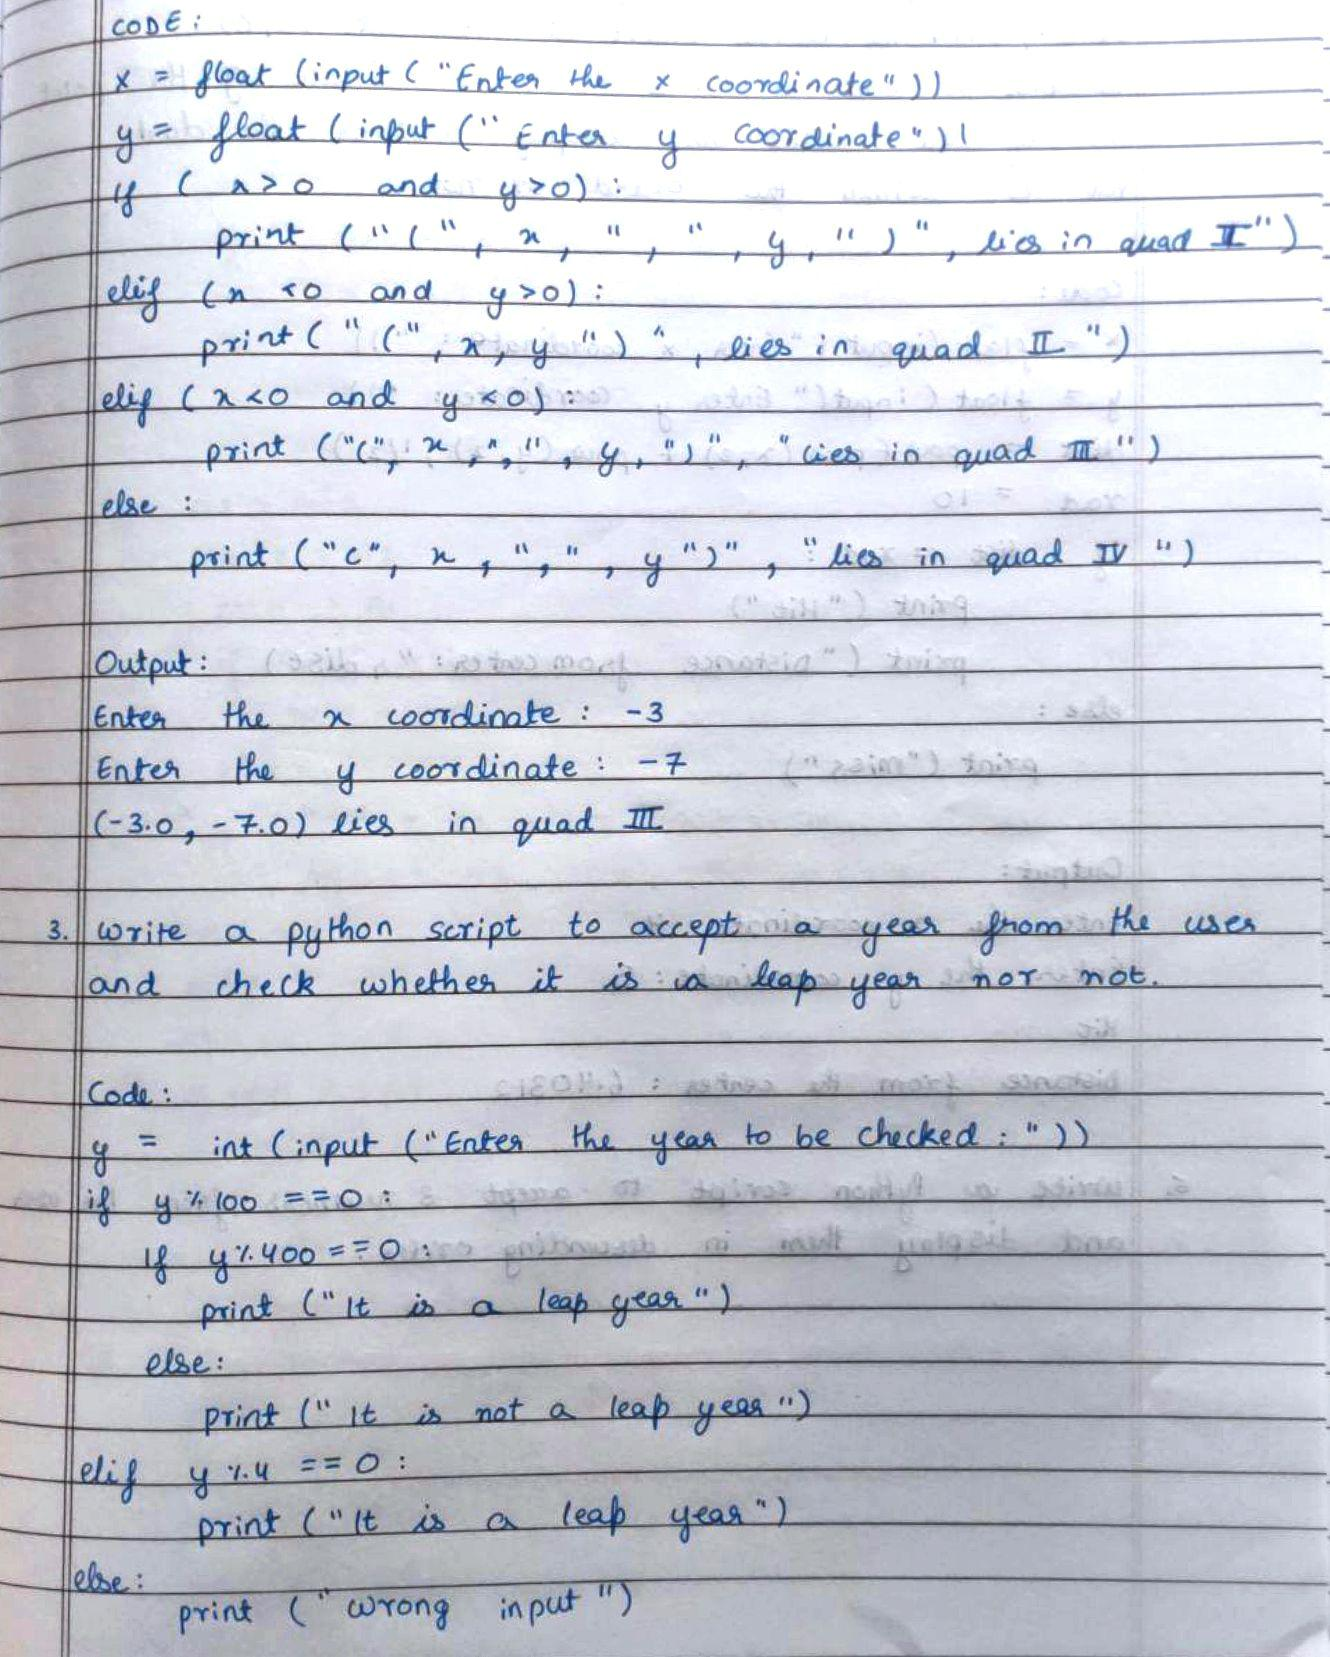 CODE:
x = float (input ( "Enter the x coordinate" ))
y = float ( input (" Enter y coordinate" ) )
if ( x > 0 and y > 0) :
print ( " ( " , x , " , " , y , " ) " , lies in quad I " )
elif (x < 0 and y > 0) :
print ( " ( " , x, y " ) " , lies in quad II " )
elif ( x < 0 and y < 0) :
print ( "(", x , " , " , y , " ) " , " lies in quad III " )
else :
print ( " ( " , x , " , " , y " ) " , " lies in quad IV " )
Output :
Enter the x coordinate : -3
Enter the y coordinate : -7
(-3.0, -7.0) lies in quad III
3. Write a python script to accept a year from the user
and check whether it is a leap year nor not.
Code :
y = int (input ("Enter the year to be checked : " ))
if y % 100 == 0 :
if y % 400 == 0 :
print (" It is a leap year " )
else :
print (" It is not a leap year ")
elif y % 4 == 0 :
print ( " It is a leap year " )
else :
print ( " wrong input " )